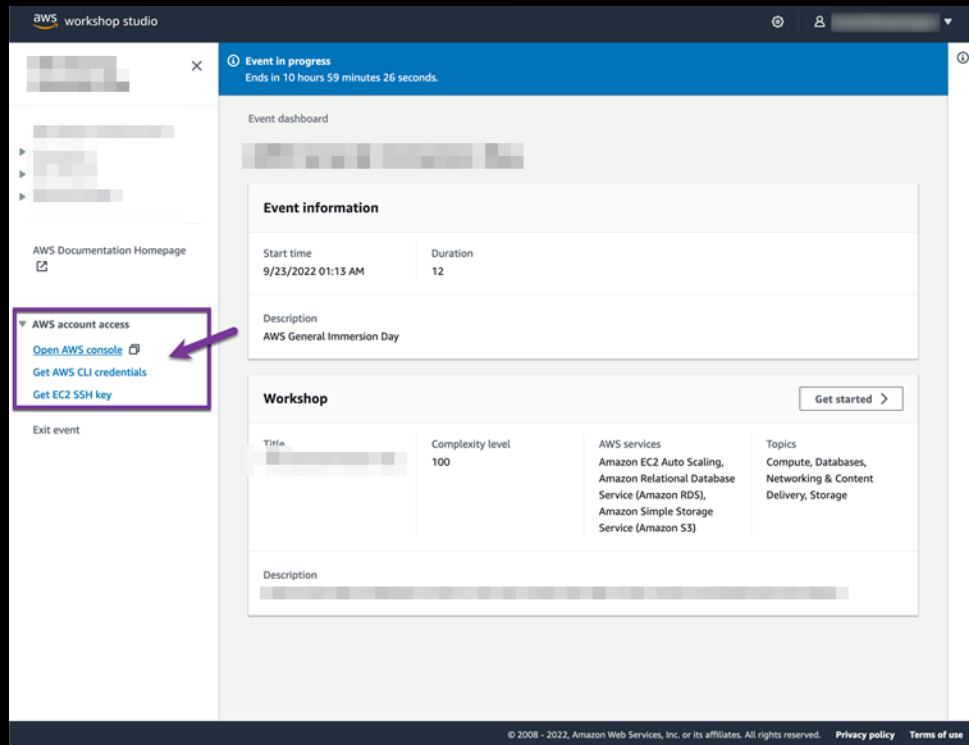 aws workshop studio
Event in progress
Ends in 10 hours 59 minutes 26 seconds.
AWS Documentation Homepage
AWS account access
Open AWS console
Get AWS CLI credentials
Get EC2 SSH key
Exit event
Event dashboard
Event information
Start time
9/23/2022 01:13 AM
Duration
12
Description
AWS General Immersion Day
Workshop
Get started
Title
Complexity level
100
AWS services
Amazon EC2 Auto Scaling,
Amazon Relational Database
Service (Amazon RDS),
Amazon Simple Storage
Service (Amazon S3)
Topics
Compute, Databases,
Networking & Content
Delivery, Storage
Description
© 2008 - 2022, Amazon Web Services, Inc. or its affiliates. All rights reserved. Privacy policy Terms of use